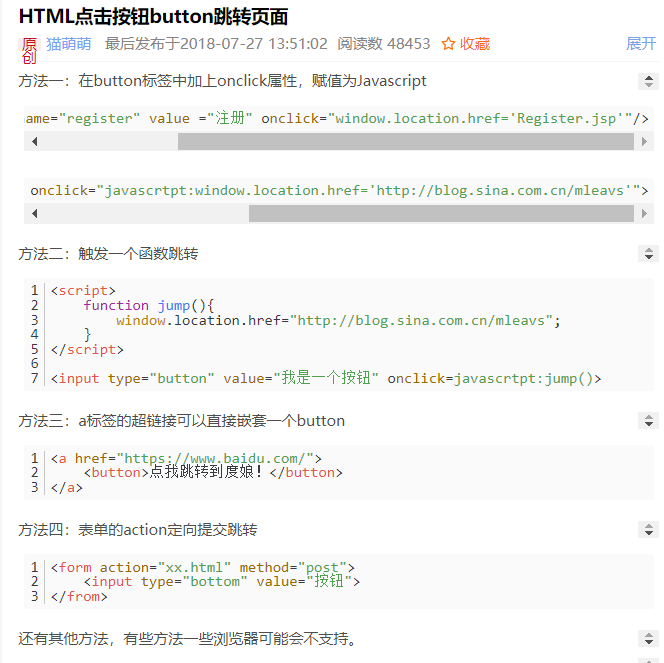 HTML点击按钮button跳转页面
原创 猫萌萌 最后发布于2018-07-27 13:51:02 阅读数 48453 ☆ 收藏 展开
方法一：在button标签中加上onclick属性，赋值为Javascript
ame="register" value ="注册" onclick="window.location.href='Register.jsp'"/>
onclick="javascrtpt:window.location.href='http://blog.sina.com.cn/mleavs'">
方法二：触发一个函数跳转
1 <script>
2     function jump(){
3         window.location.href="http://blog.sina.com.cn/mleavs";
4     }
5 </script>
6
7 <input type="button" value="我是一个按钮" onclick=javascrtpt:jump()>
方法三：a标签的超链接可以直接嵌套一个button
1 <a href="https://www.baidu.com/">
2     <button>点我跳转到度娘！</button>
3 </a>
方法四：表单的action定向提交跳转
1 <form action="xx.html" method="post">
2     <input type="bottom" value="按钮">
3 </from>
还有其他方法，有些方法一些浏览器可能会不支持。